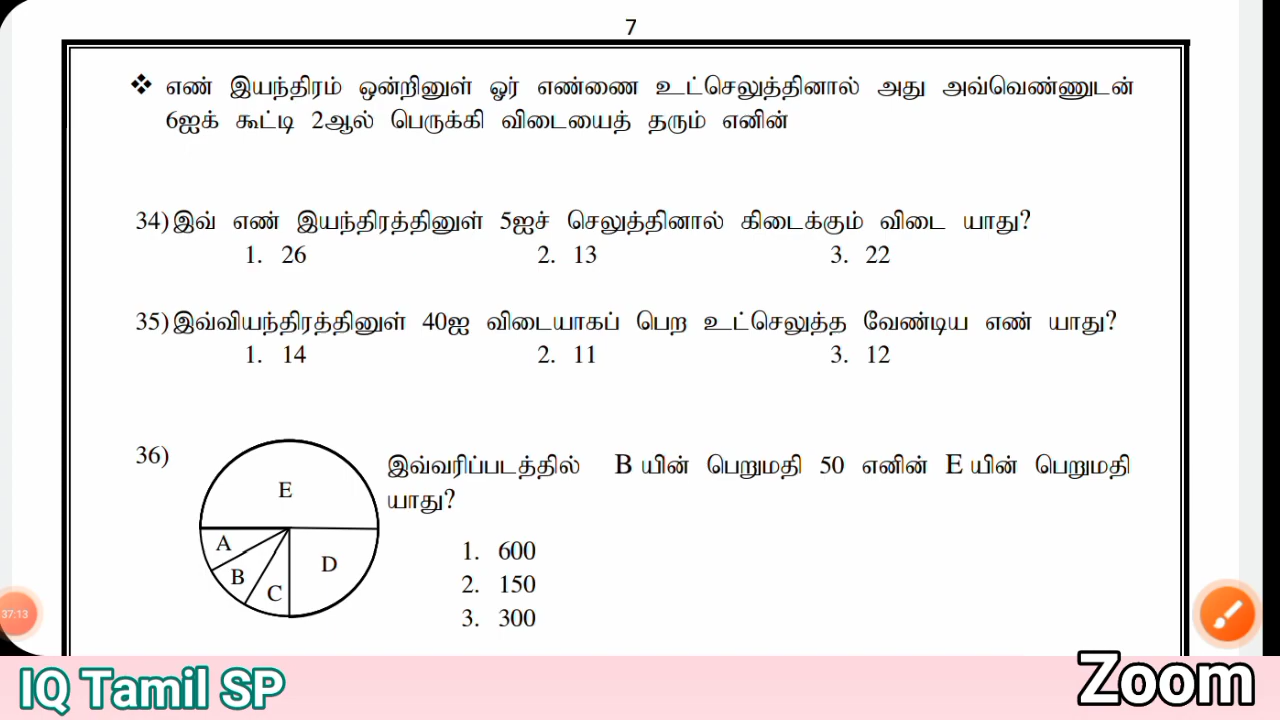 7
❖ எண் இயந்திரம் ஒன்றினுள் ஓர் எண்ணை உட்செலுத்தினால் அது அவ்வெண்ணுடன்
6ஐக் கூட்டி 2ஆல் பெருக்கி விடையைத் தரும் எனின்
34) இவ் எண் இயந்திரத்தினுள் 5ஐச் செலுத்தினால் கிடைக்கும் விடை யாது?
1. 26 2. 13 3. 22
35) இவ்வியந்திரத்தினுள் 40ஐ விடையாகப் பெற உட்செலுத்த வேண்டிய எண் யாது?
1. 14 2. 11 3. 12
36)
இவ்வரிப்படத்தில் B யின் பெறுமதி 50 எனின் E யின் பெறுமதி
யாது?
E
A
B
C
D
1. 600
2. 150
3. 300
37:13
IQ Tamil SP
Zoom